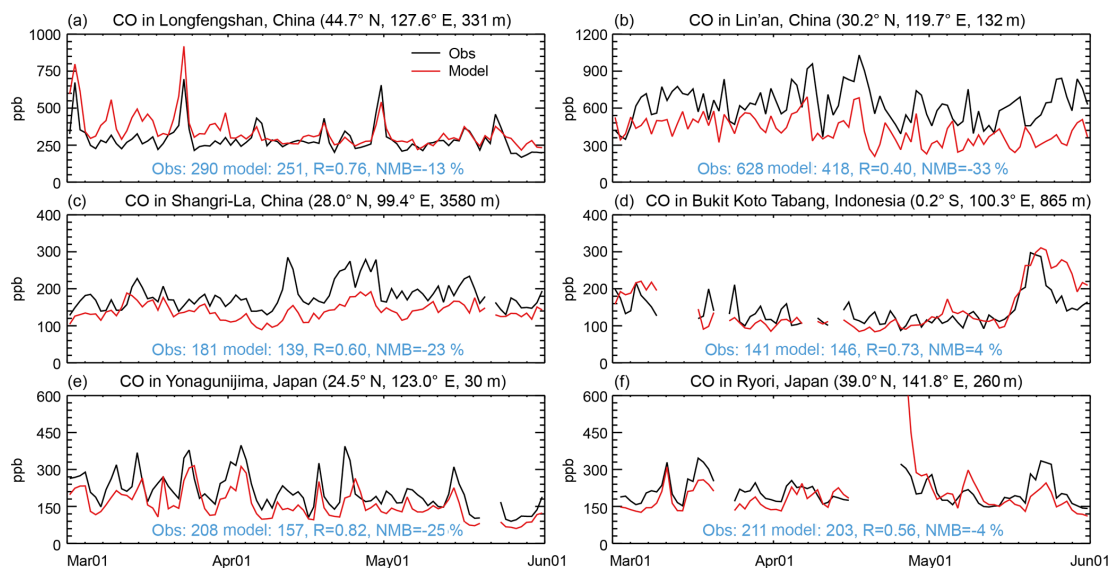 (a) CO in Longfengshan, China (44.7° N, 127.6° E, 331 m)
1000
750
500
250
0
ppb
Obs
Model
Obs: 290 model: 251, R=0.76, NMB=-13 %
(b) CO in Lin'an, China (30.2° N, 119.7° E, 132 m)
1200
900
600
300
0
ppb
Obs: 628 model: 418, R=0.40, NMB=-33 %
(c) CO in Shangri-La, China (28.0° N, 99.4° E, 3580 m)
400
300
200
100
0
ppb
Obs: 181 model: 139, R=0.60, NMB=-23 %
(d) CO in Bukit Koto Tabang, Indonesia (0.2° S, 100.3° E, 865 m)
400
300
200
100
0
ppb
Obs: 141 model: 146, R=0.73, NMB=4 %
(e) CO in Yonagunijima, Japan (24.5° N, 123.0° E, 30 m)
600
450
300
150
0
ppb
Obs: 208 model: 157, R=0.82, NMB=-25 %
Mar01 Apr01 May01 Jun01
(f) CO in Ryori, Japan (39.0° N, 141.8° E, 260 m)
600
450
300
150
0
ppb
Obs: 211 model: 203, R=0.56, NMB=-4 %
Mar01 Apr01 May01 Jun01